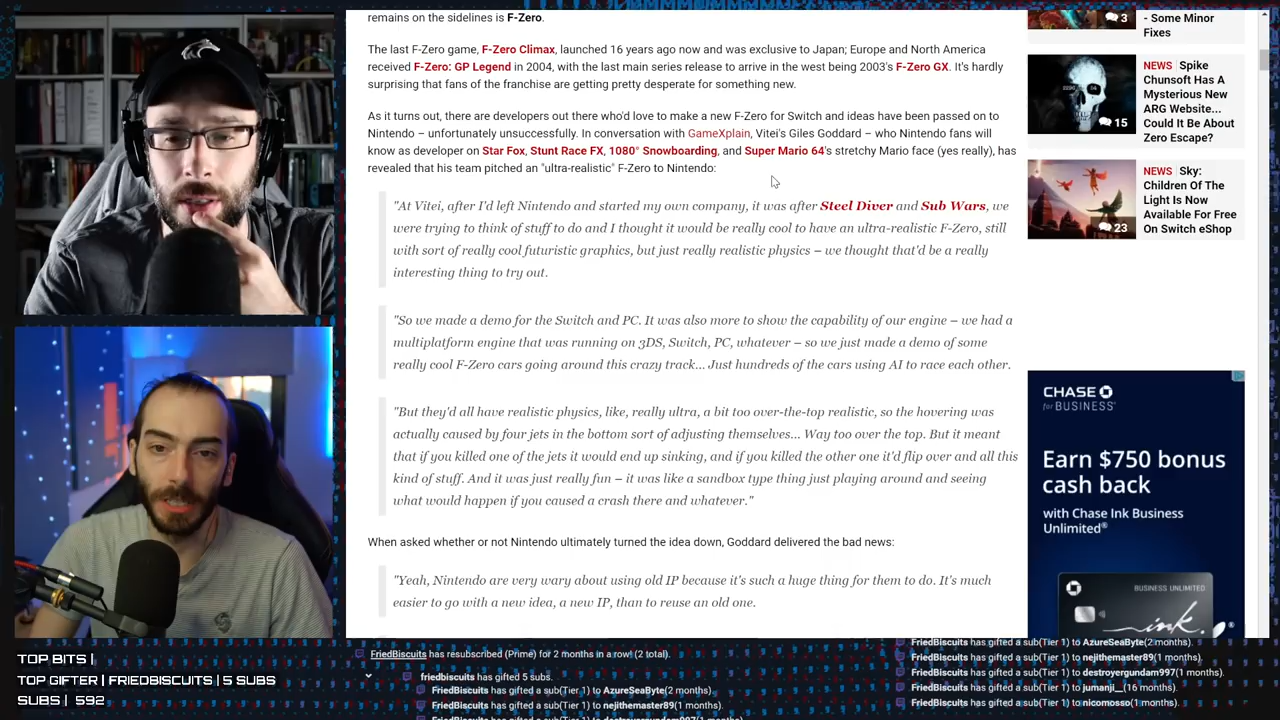 remains on the sidelines is F-Zero.
The last F-Zero game, F-Zero Climax, launched 16 years ago now and was exclusive to Japan; Europe and North America
received F-Zero: GP Legend in 2004, with the last main series release to arrive in the west being 2003's F-Zero GX. It's hardly
surprising that fans of the franchise are getting pretty desperate for something new.
As it turns out, there are developers out there who'd love to make a new F-Zero for Switch and ideas have been passed on to
Nintendo – unfortunately unsuccessfully. In conversation with GameXplain, Vitei's Giles Goddard – who Nintendo fans will
know as developer on Star Fox, Stunt Race FX, 1080° Snowboarding, and Super Mario 64's stretchy Mario face (yes really), has
revealed that his team pitched an "ultra-realistic" F-Zero to Nintendo:
"At Vitei, after I'd left Nintendo and started my own company, it was after Steel Diver and Sub Wars, we
were trying to think of stuff to do and I thought it would be really cool to have an ultra-realistic F-Zero, still
with sort of really cool futuristic graphics, but just really realistic physics – we thought that'd be a really
interesting thing to try out.
"So we made a demo for the Switch and PC. It was also more to show the capability of our engine – we had a
multiplatform engine that was running on 3DS, Switch, PC, whatever – so we just made a demo of some
really cool F-Zero cars going around this crazy track... Just hundreds of the cars using AI to race each other.
"But they'd all have realistic physics, like, really ultra, a bit too over-the-top realistic, so the hovering was
actually caused by four jets in the bottom sort of adjusting themselves... Way too over the top. But it meant
that if you killed one of the jets it would end up sinking, and if you killed the other one it'd flip over and all this
kind of stuff. And it was just really fun – it was like a sandbox type thing just playing around and seeing
what would happen if you caused a crash there and whatever."
When asked whether or not Nintendo ultimately turned the idea down, Goddard delivered the bad news:
"Yeah, Nintendo are very wary about using old IP because it's such a huge thing for them to do. It's much
easier to go with a new idea, a new IP, than to reuse an old one.
3
- Some Minor
Fixes
NEWS Spike
Chunsoft Has A
Mysterious New
ARG Website...
Could It Be About
Zero Escape?
15
NEWS Sky:
Children Of The
Light Is Now
Available For Free
On Switch eShop
23
CHASE
for BUSINESS
Earn $750 bonus
cash back
with Chase Ink Business
Unlimited®
BUSINESS UNLIMITED
ink.
TOP BITS |
TOP GIFTER | FRIEDBISCUITS | 5 SUBS
SUBS | 592
FriedBiscuits has resubscribed (Prime) for 2 months in a row! (2 total).
friedbiscuits has gifted 5 subs.
FriedBiscuits has gifted a sub(Tier 1) to AzureSeaByte(2 months).
FriedBiscuits has gifted a sub(Tier 1) to nejithemaster89(1 months).
FriedBiscuits has gifted a sub(Tier 1) to destroyergundam997(1 months).
FriedBiscuits has gifted a sub(Tier 1) to AzureSeaByte(2 months).
FriedBiscuits has gifted a sub(Tier 1) to nejithemaster89(1 months).
FriedBiscuits has gifted a sub(Tier 1) to destroyergundam997(1 months).
FriedBiscuits has gifted a sub(Tier 1) to jumanji__(16 months).
FriedBiscuits has gifted a sub(Tier 1) to nicomosso(1 months).